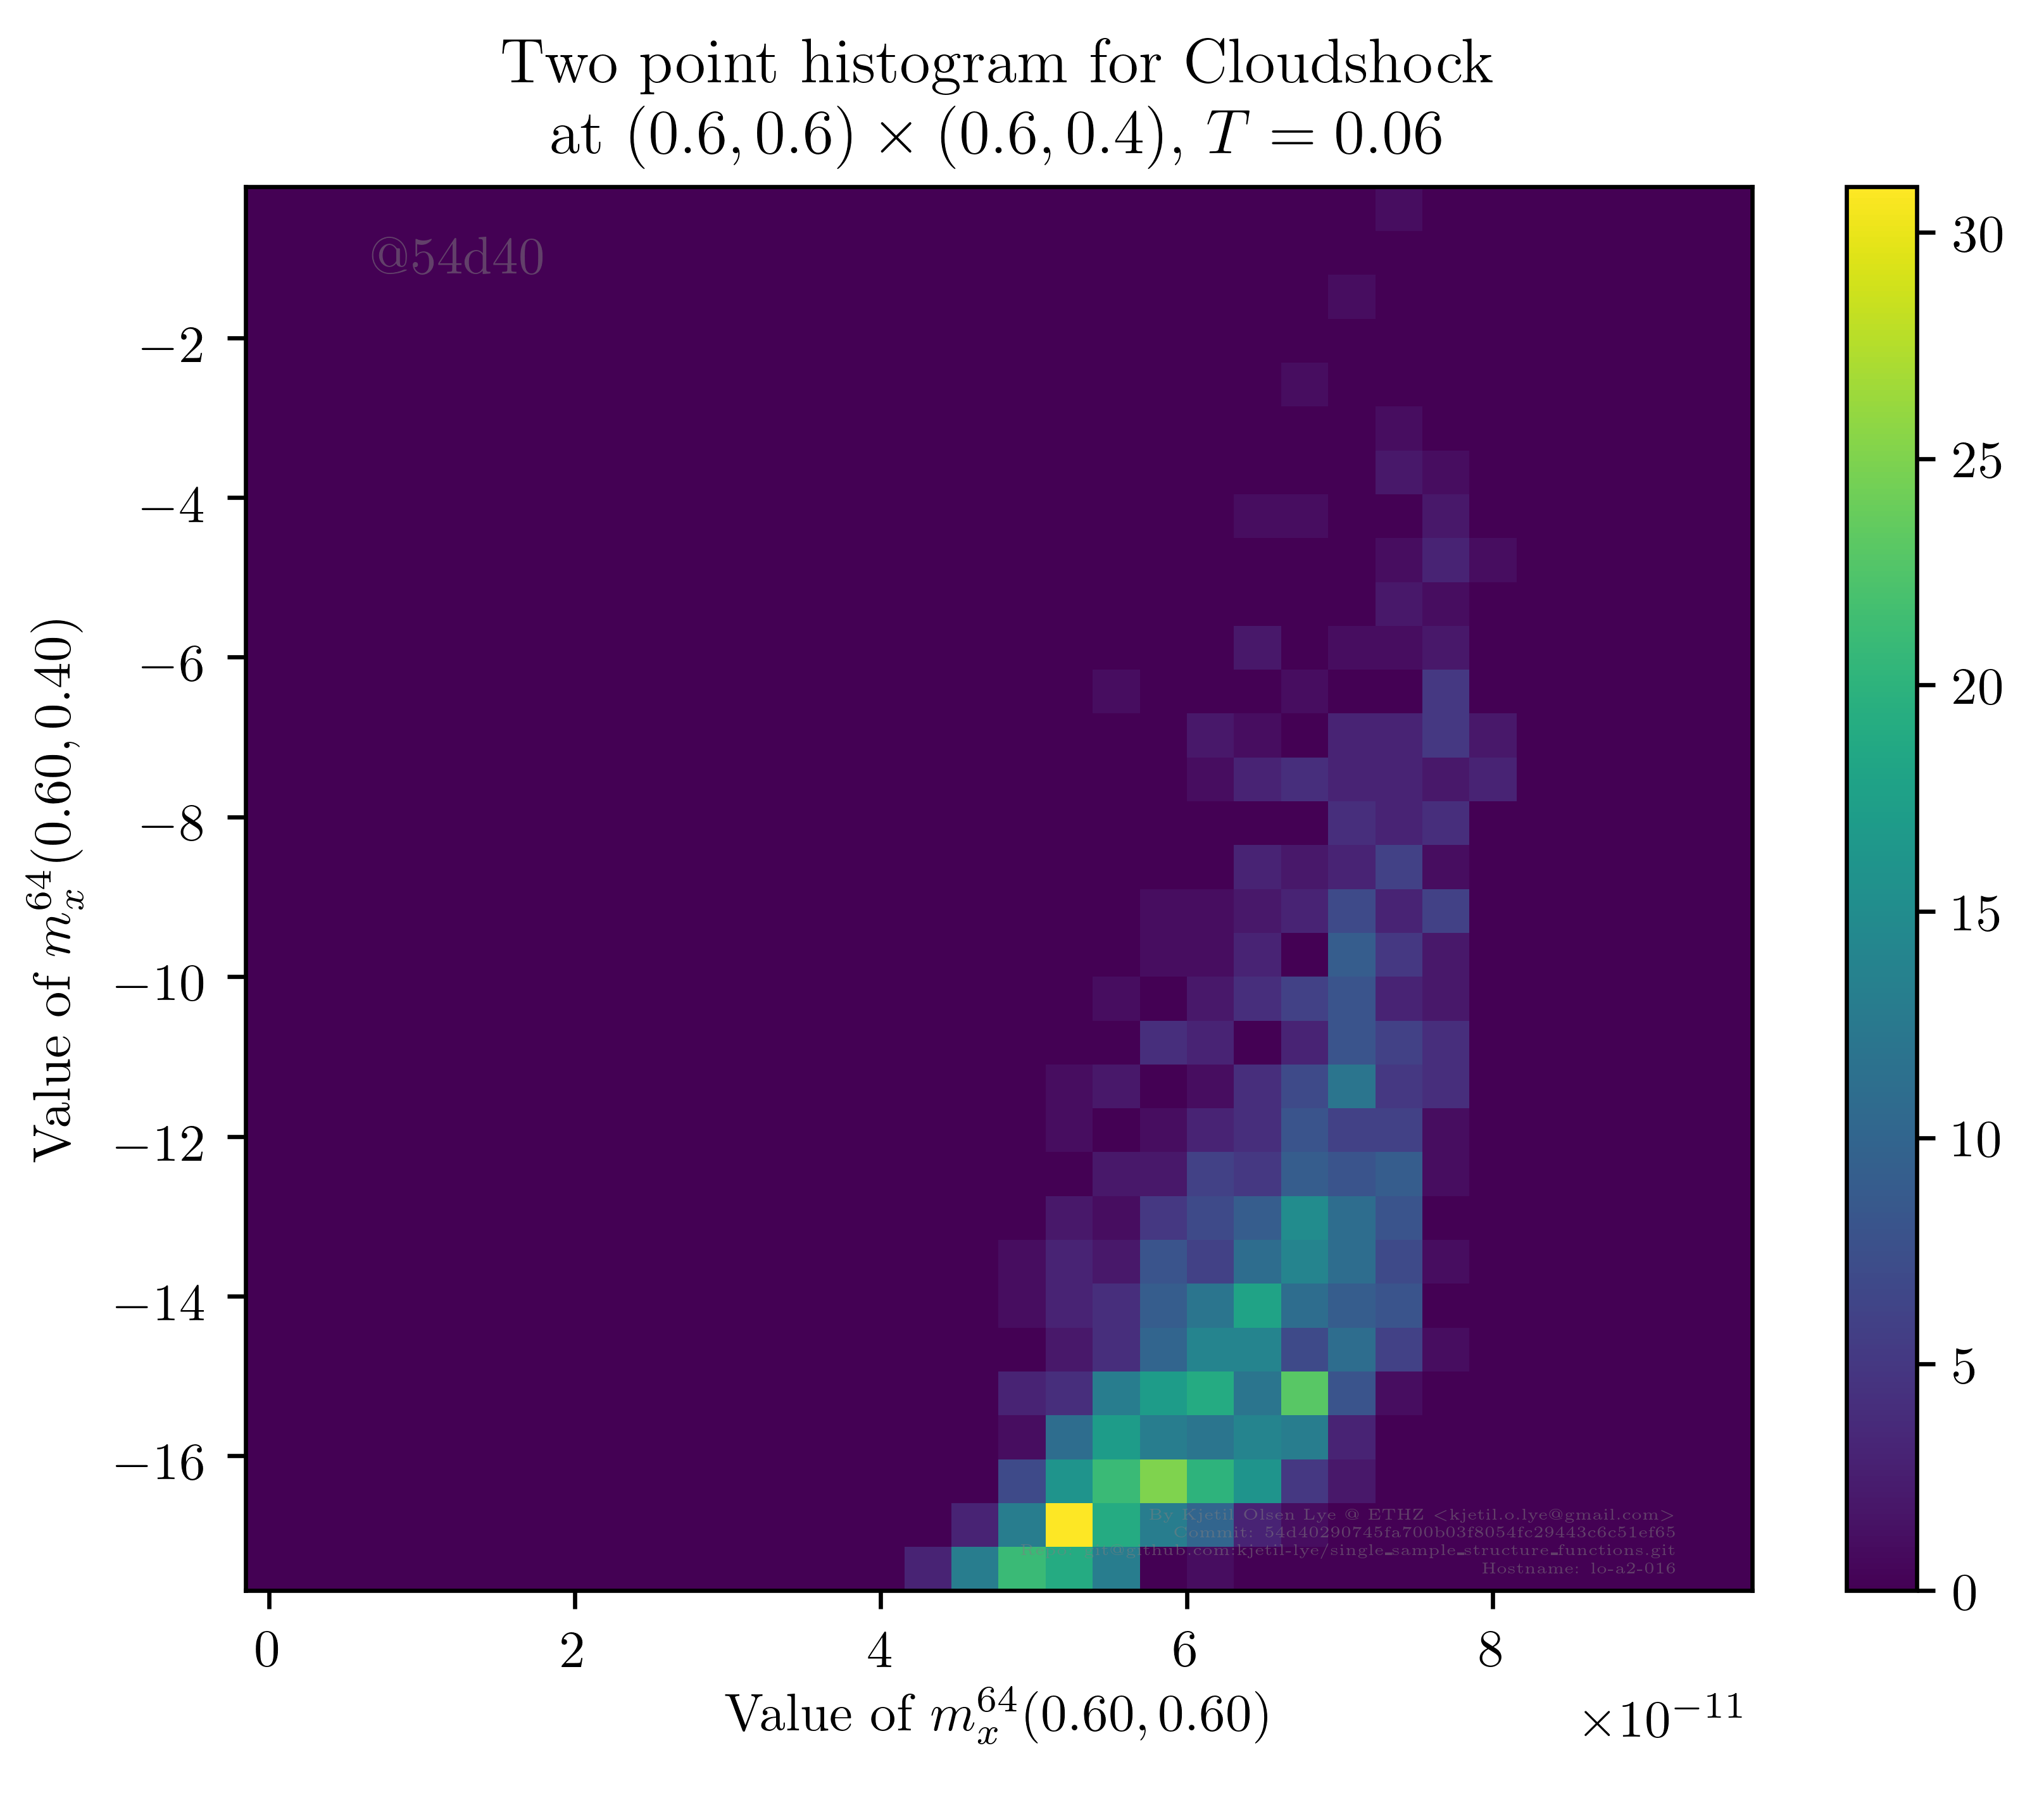 Two point histogram for Cloudshock
at (0.6, 0.6) × (0.6, 0.4), T = 0.06
@54d40
−2
−4
−6
−8
−10
−12
−14
−16
Value of m_x^64(0.60, 0.40)
0
2
4
6
8
×10^−11
Value of m_x^64(0.60, 0.60)
30
25
20
15
10
5
0
By Kjetil Olsen Lye @ ETHZ <kjetil.o.lye@gmail.com>
Commit: 54d40290745fa700b03f8054fc29443c6c51ef65
git@github.com:kjetil-lye/single_sample_structure_functions.git
Hostname: lo-a2-016